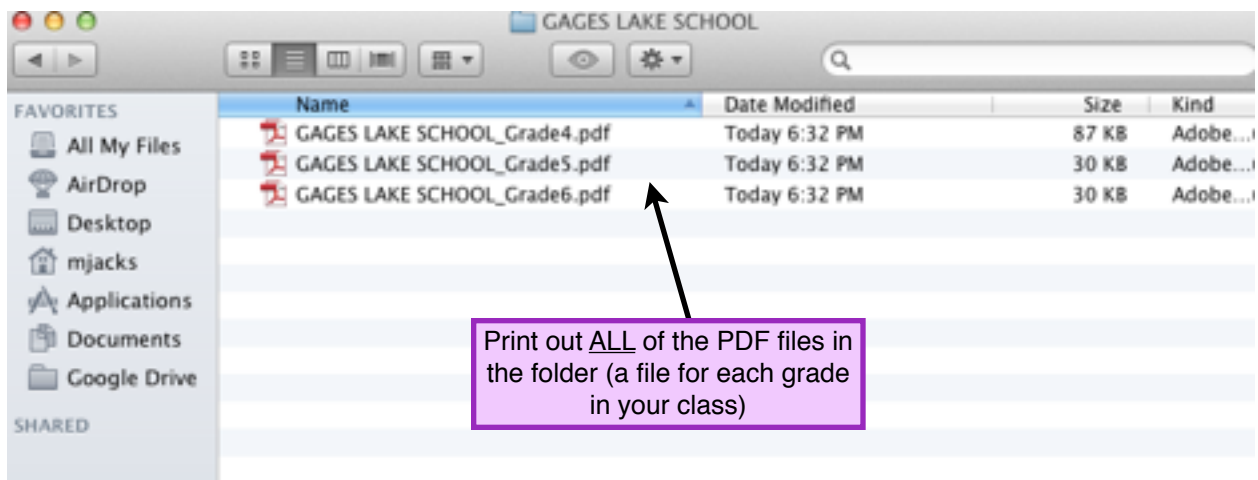 GAGES LAKE SCHOOL
FAVORITES
All My Files
AirDrop
Desktop
mjacks
Applications
Documents
Google Drive
SHARED
Name Date Modified Size Kind
GAGES LAKE SCHOOL_Grade4.pdf Today 6:32 PM 87 KB Adobe...
GAGES LAKE SCHOOL_Grade5.pdf Today 6:32 PM 30 KB Adobe...
GAGES LAKE SCHOOL_Grade6.pdf Today 6:32 PM 30 KB Adobe...
Print out ALL of the PDF files in
the folder (a file for each grade
in your class)